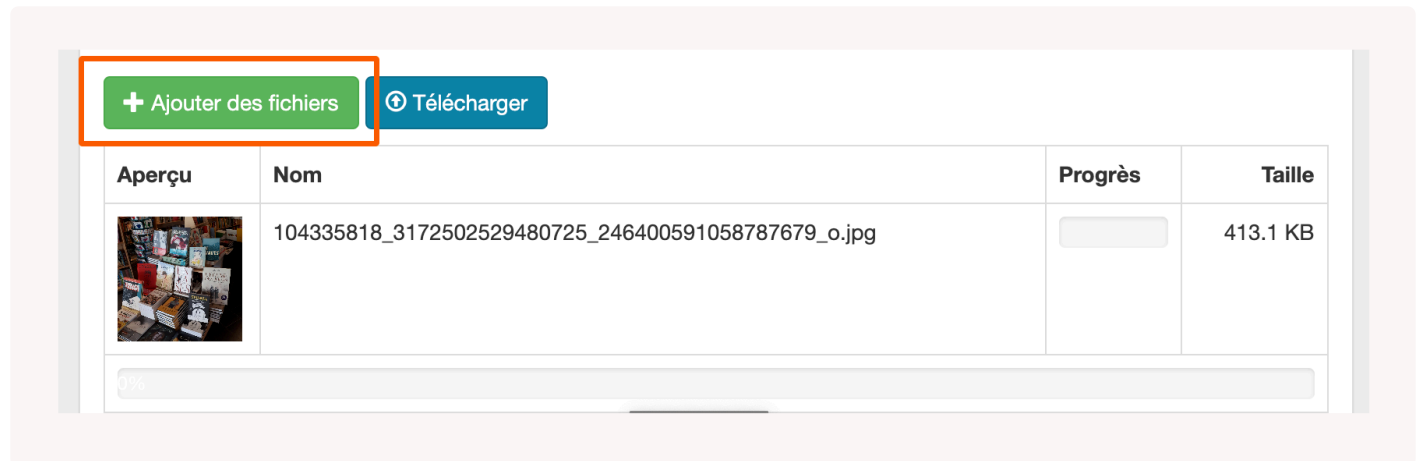 Ajouter des fichiers Télécharger
Aperçu Nom Progrès Taille
104335818_3172502529480725_246400591058787679_o.jpg 413.1 KB
0%